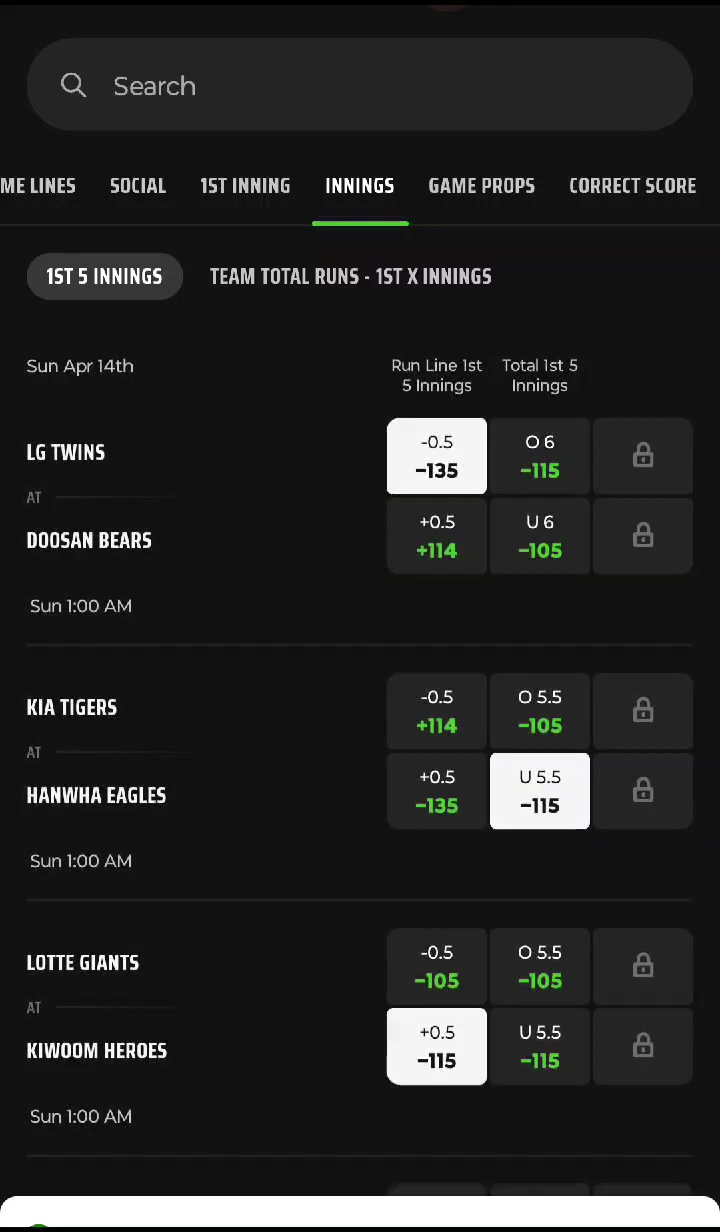 Search
ME LINES SOCIAL 1ST INNING INNINGS GAME PROPS CORRECT SCORE
1ST 5 INNINGS TEAM TOTAL RUNS - 1ST X INNINGS
Sun Apr 14th
Run Line 1st Total 1st 5
5 Innings Innings
LG TWINS
-0.5 O 6
−135 −115
AT
DOOSAN BEARS
+0.5 U 6
+114 −105
Sun 1:00 AM
KIA TIGERS
-0.5 O 5.5
+114 −105
AT
HANWHA EAGLES
+0.5 U 5.5
−135 −115
Sun 1:00 AM
LOTTE GIANTS
-0.5 O 5.5
−105 −105
AT
KIWOOM HEROES
+0.5 U 5.5
−115 −115
Sun 1:00 AM